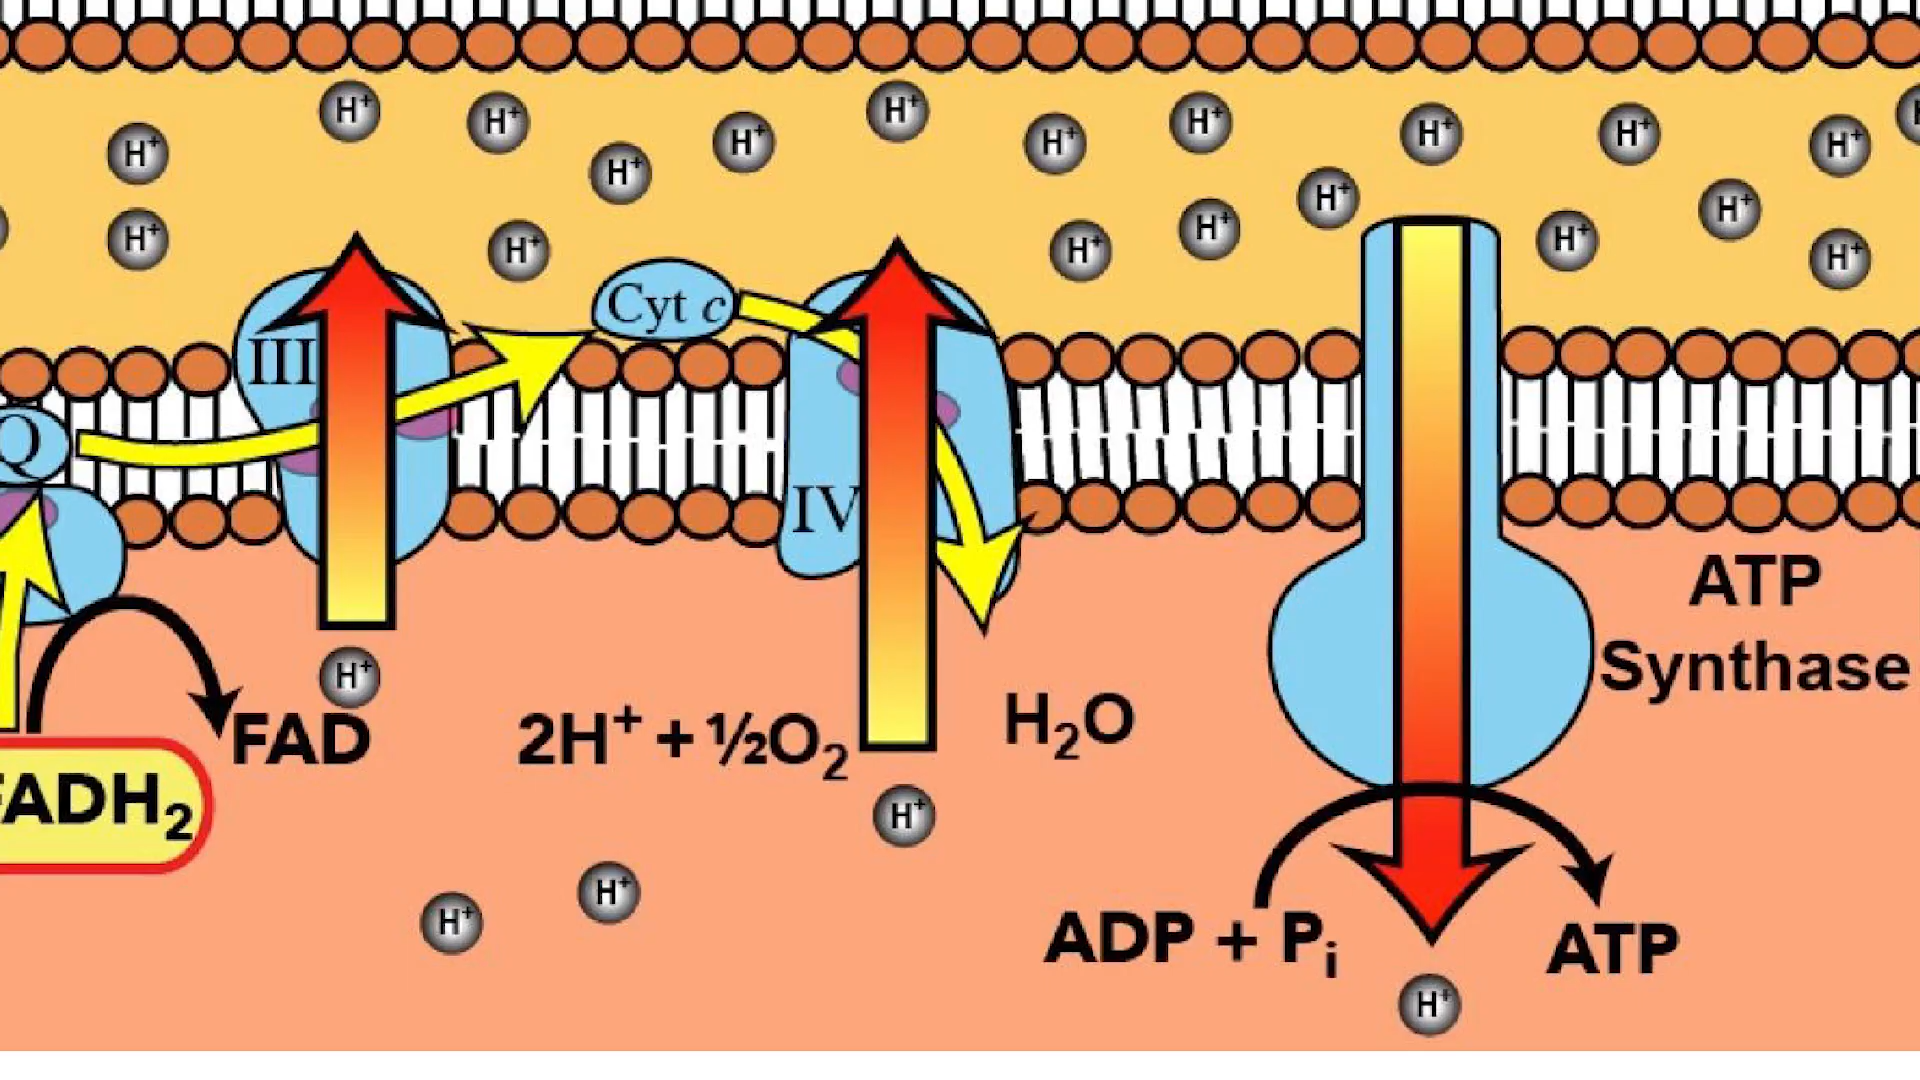 H⁺ H⁺ H⁺ H⁺ H⁺ H⁺ H⁺ H⁺ H⁺ H⁺ H⁺
H⁺ H⁺ H⁺ H⁺ H⁺ H⁺ H⁺ H⁺
Cyt c
III
Q
IV
ATP
Synthase
H⁺
FAD
2H⁺ + ½O₂
H₂O
FADH₂
H⁺
H⁺
H⁺
ADP + Pᵢ
ATP
H⁺